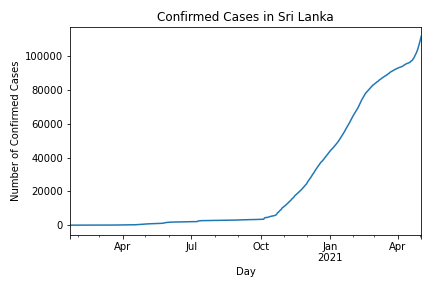 Confirmed Cases in Sri Lanka
Number of Confirmed Cases
100000
80000
60000
40000
20000
0
Apr
Jul
Oct
Jan
2021
Apr
Day